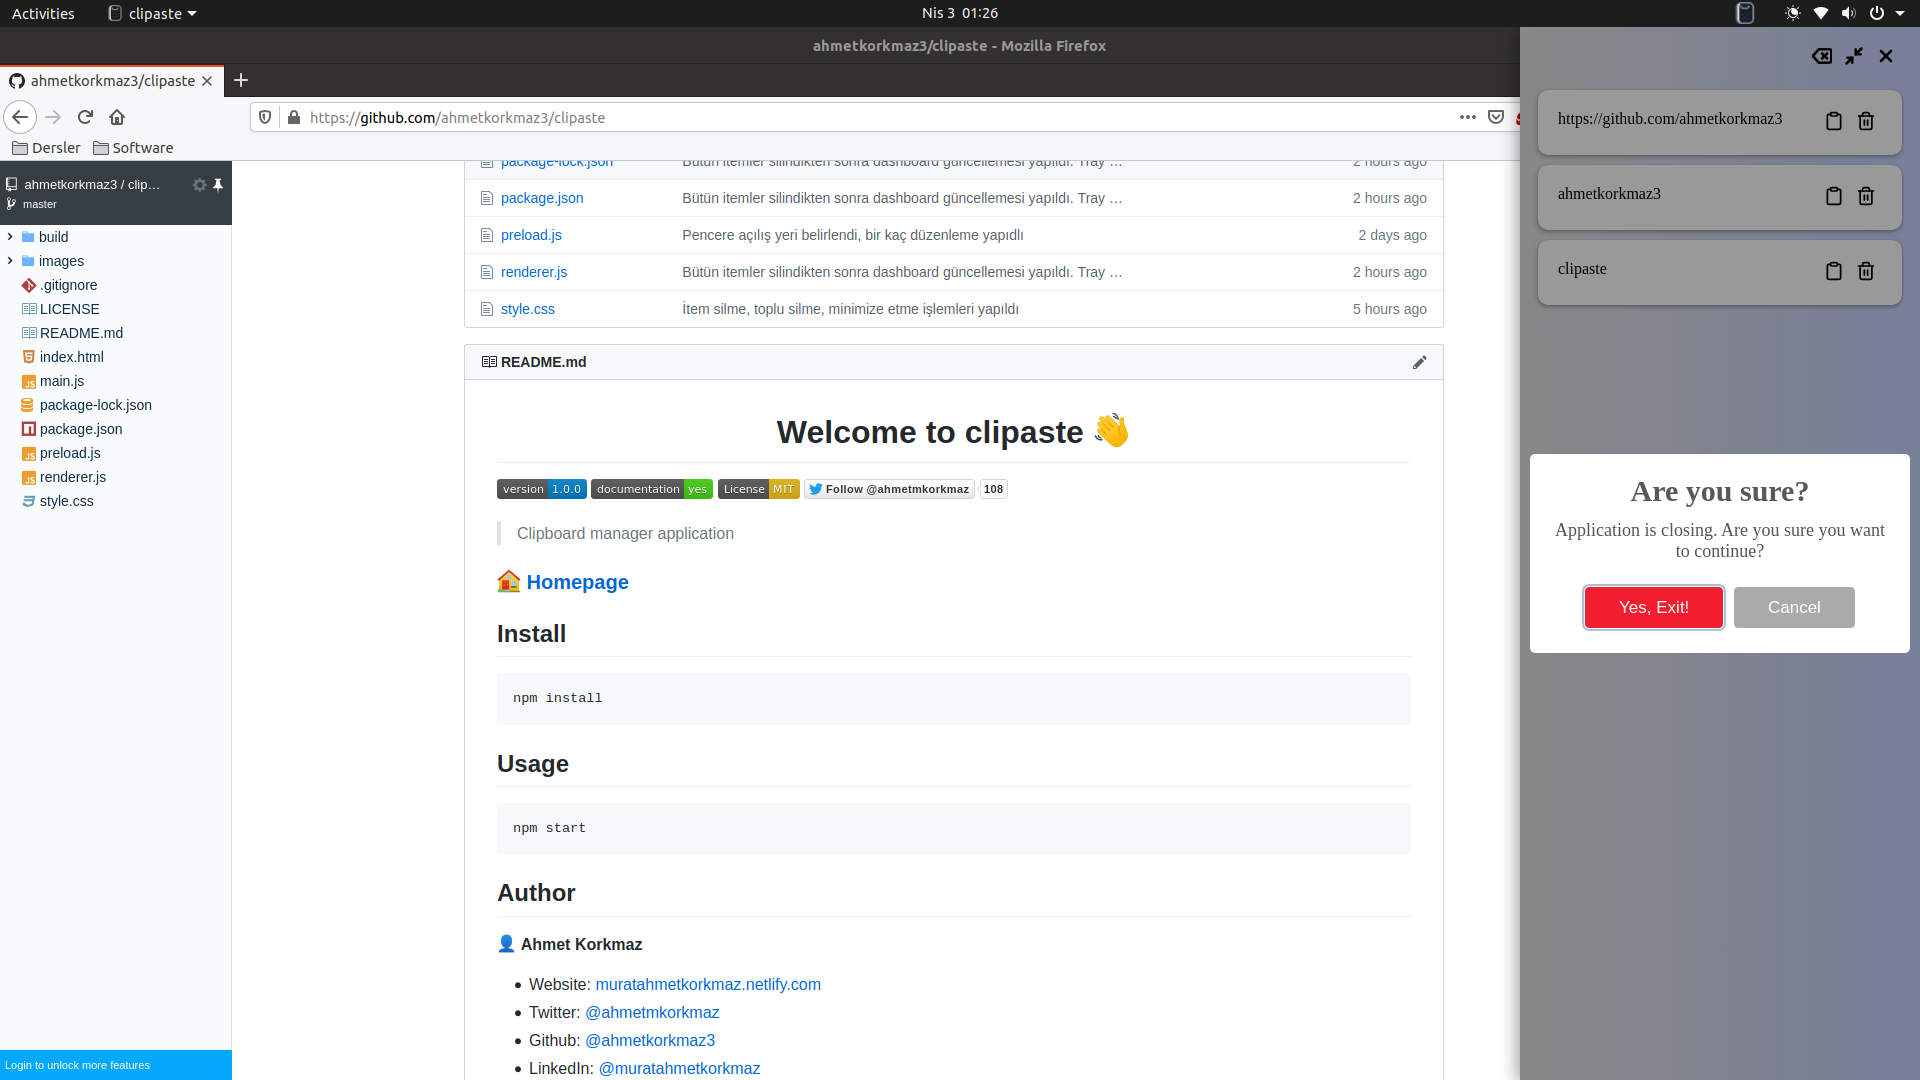 Activities
clipaste
Nis 3 01:26
ahmetkorkmaz3/clipaste - Mozilla Firefox
ahmetkorkmaz3/clipaste
https://github.com/ahmetkorkmaz3/clipaste
Dersler
Software
ahmetkorkmaz3 / clip...
master
build
images
.gitignore
LICENSE
README.md
index.html
main.js
package-lock.json
package.json
preload.js
renderer.js
style.css
Login to unlock more features
package-lock.json Bütün itemler silindikten sonra dashboard güncellemesi yapıldı. Tray … 2 hours ago
package.json Bütün itemler silindikten sonra dashboard güncellemesi yapıldı. Tray … 2 hours ago
preload.js Pencere açılış yeri belirlendi, bir kaç düzenleme yapıdlı 2 days ago
renderer.js Bütün itemler silindikten sonra dashboard güncellemesi yapıldı. Tray … 2 hours ago
style.css İtem silme, toplu silme, minimize etme işlemleri yapıldı 5 hours ago
README.md
Welcome to clipaste
version 1.0.0 documentation yes License MIT Follow @ahmetmkorkmaz 108
Clipboard manager application
Homepage
Install
npm install
Usage
npm start
Author
Ahmet Korkmaz
Website: muratahmetkorkmaz.netlify.com
Twitter: @ahmetmkorkmaz
Github: @ahmetkorkmaz3
LinkedIn: @muratahmetkorkmaz
https://github.com/ahmetkorkmaz3
ahmetkorkmaz3
clipaste
Are you sure?
Application is closing. Are you sure you want
to continue?
Yes, Exit!
Cancel